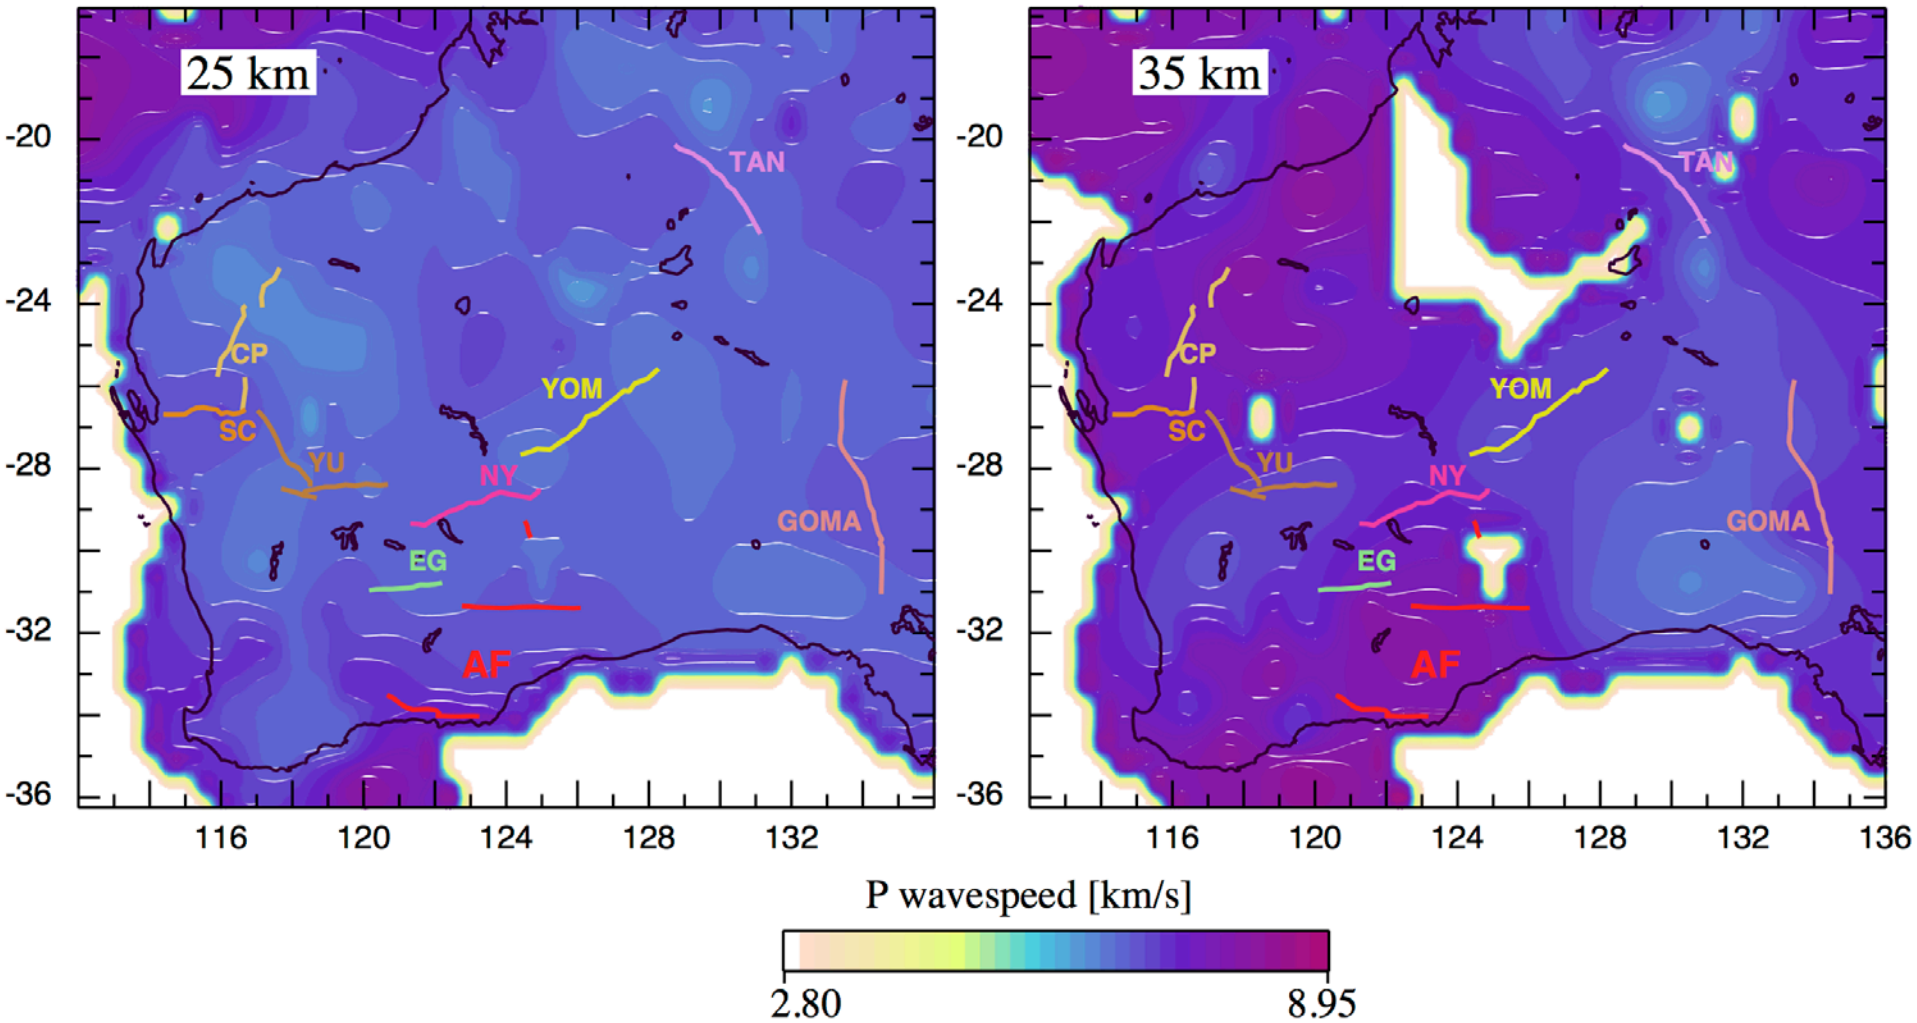 25 km
35 km
TAN
TAN
-20
-20
-24
-24
CP
CP
YOM
YOM
SC
SC
YU
YU
-28
-28
NY
NY
GOMA
GOMA
EG
EG
-32
-32
AF
AF
-36
-36
116 120 124 128 132
116 120 124 128 132 136
P wavespeed [km/s]
2.80 8.95